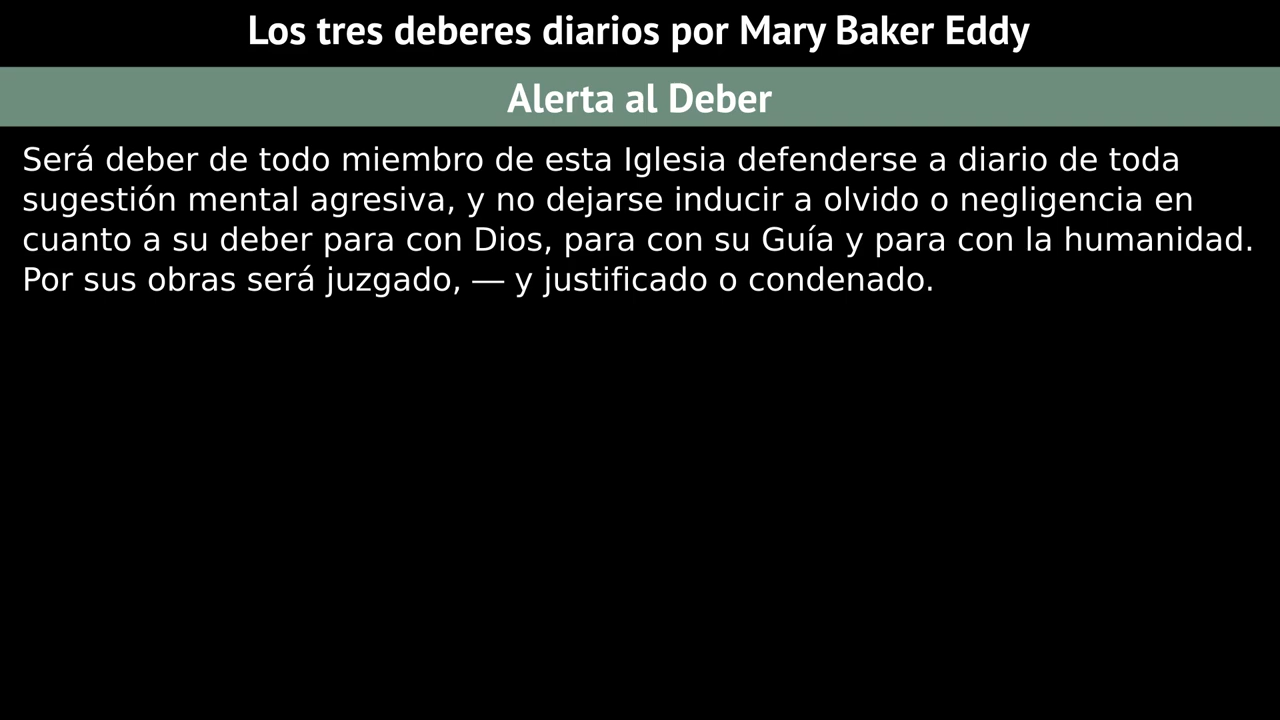 Los tres deberes diarios por Mary Baker Eddy
Alerta al Deber
Será deber de todo miembro de esta Iglesia defenderse a diario de toda
sugestión mental agresiva, y no dejarse inducir a olvido o negligencia en
cuanto a su deber para con Dios, para con su Guía y para con la humanidad.
Por sus obras será juzgado, — y justificado o condenado.